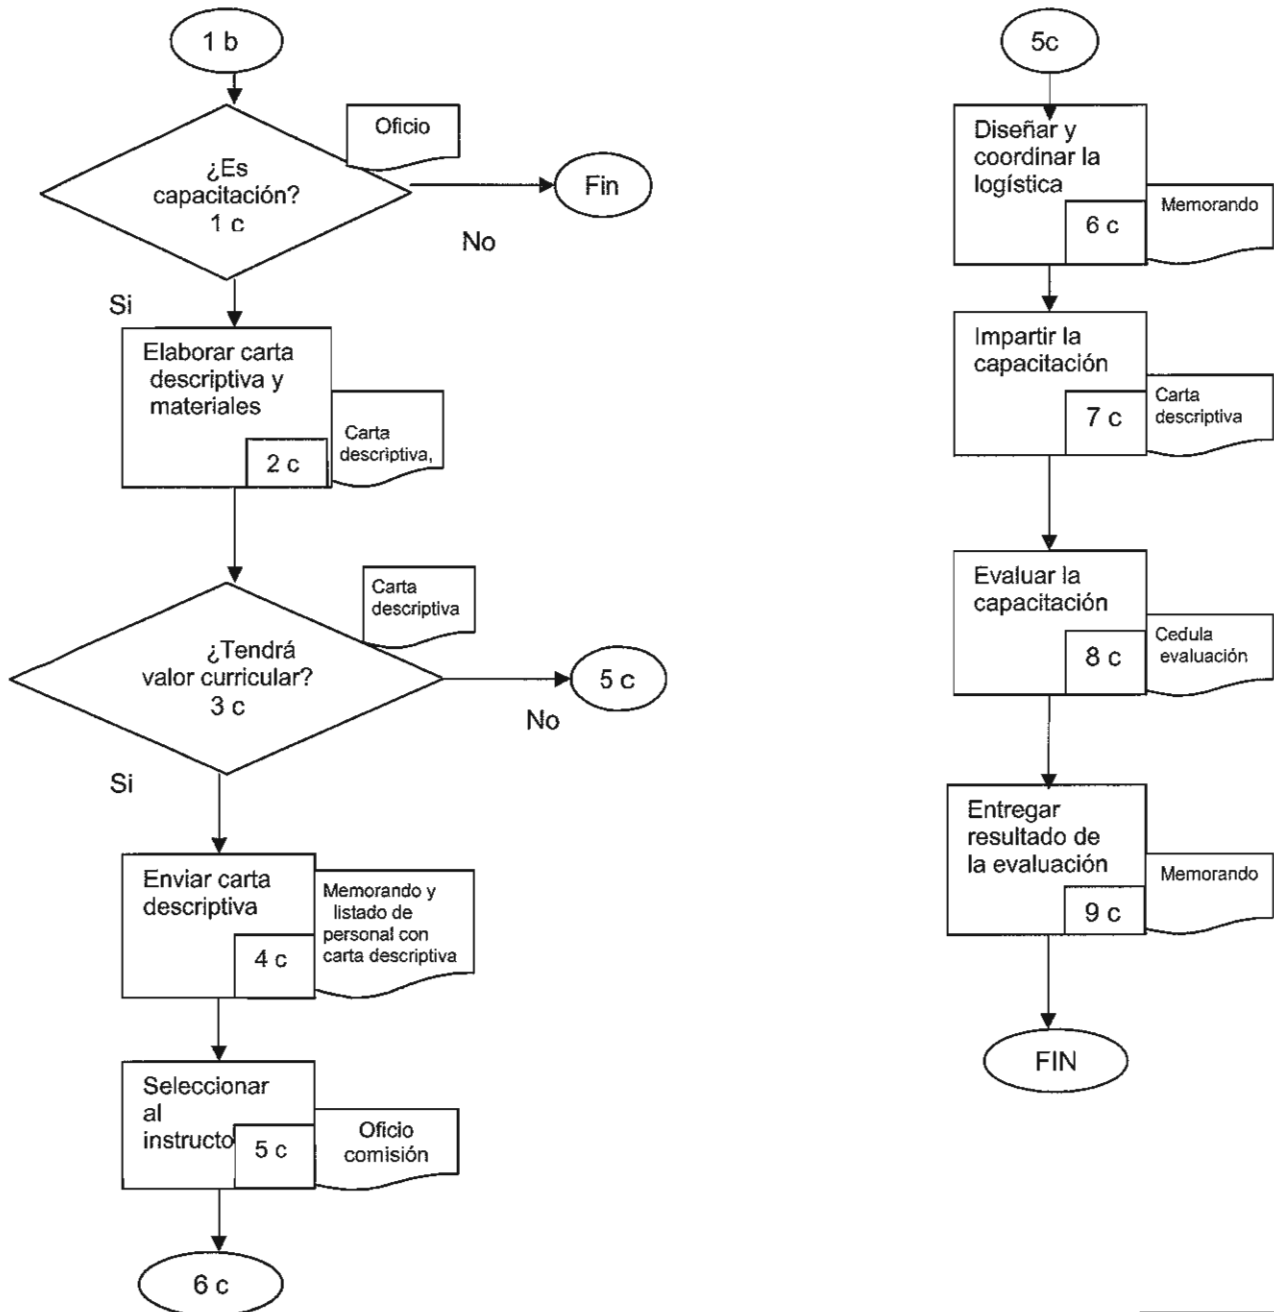 1 b
Oficio
¿Es
capacitación?
1 c
Fin
No
Si
Elaborar carta
descriptiva y
materiales
2 c
Carta
descriptiva,
Carta
descriptiva
¿Tendrá
valor curricular?
3 c
5 c
No
Si
Enviar carta
descriptiva
4 c
Memorando y
listado de
personal con
carta descriptiva
Seleccionar
al
instructo
5 c
Oficio
comisión
6 c
5c
Diseñar y
coordinar la
logística
6 c
Memorando
Impartir la
capacitación
7 c
Carta
descriptiva
Evaluar la
capacitación
8 c
Cedula
evaluación
Entregar
resultado de
la evaluación
9 c
Memorando
FIN